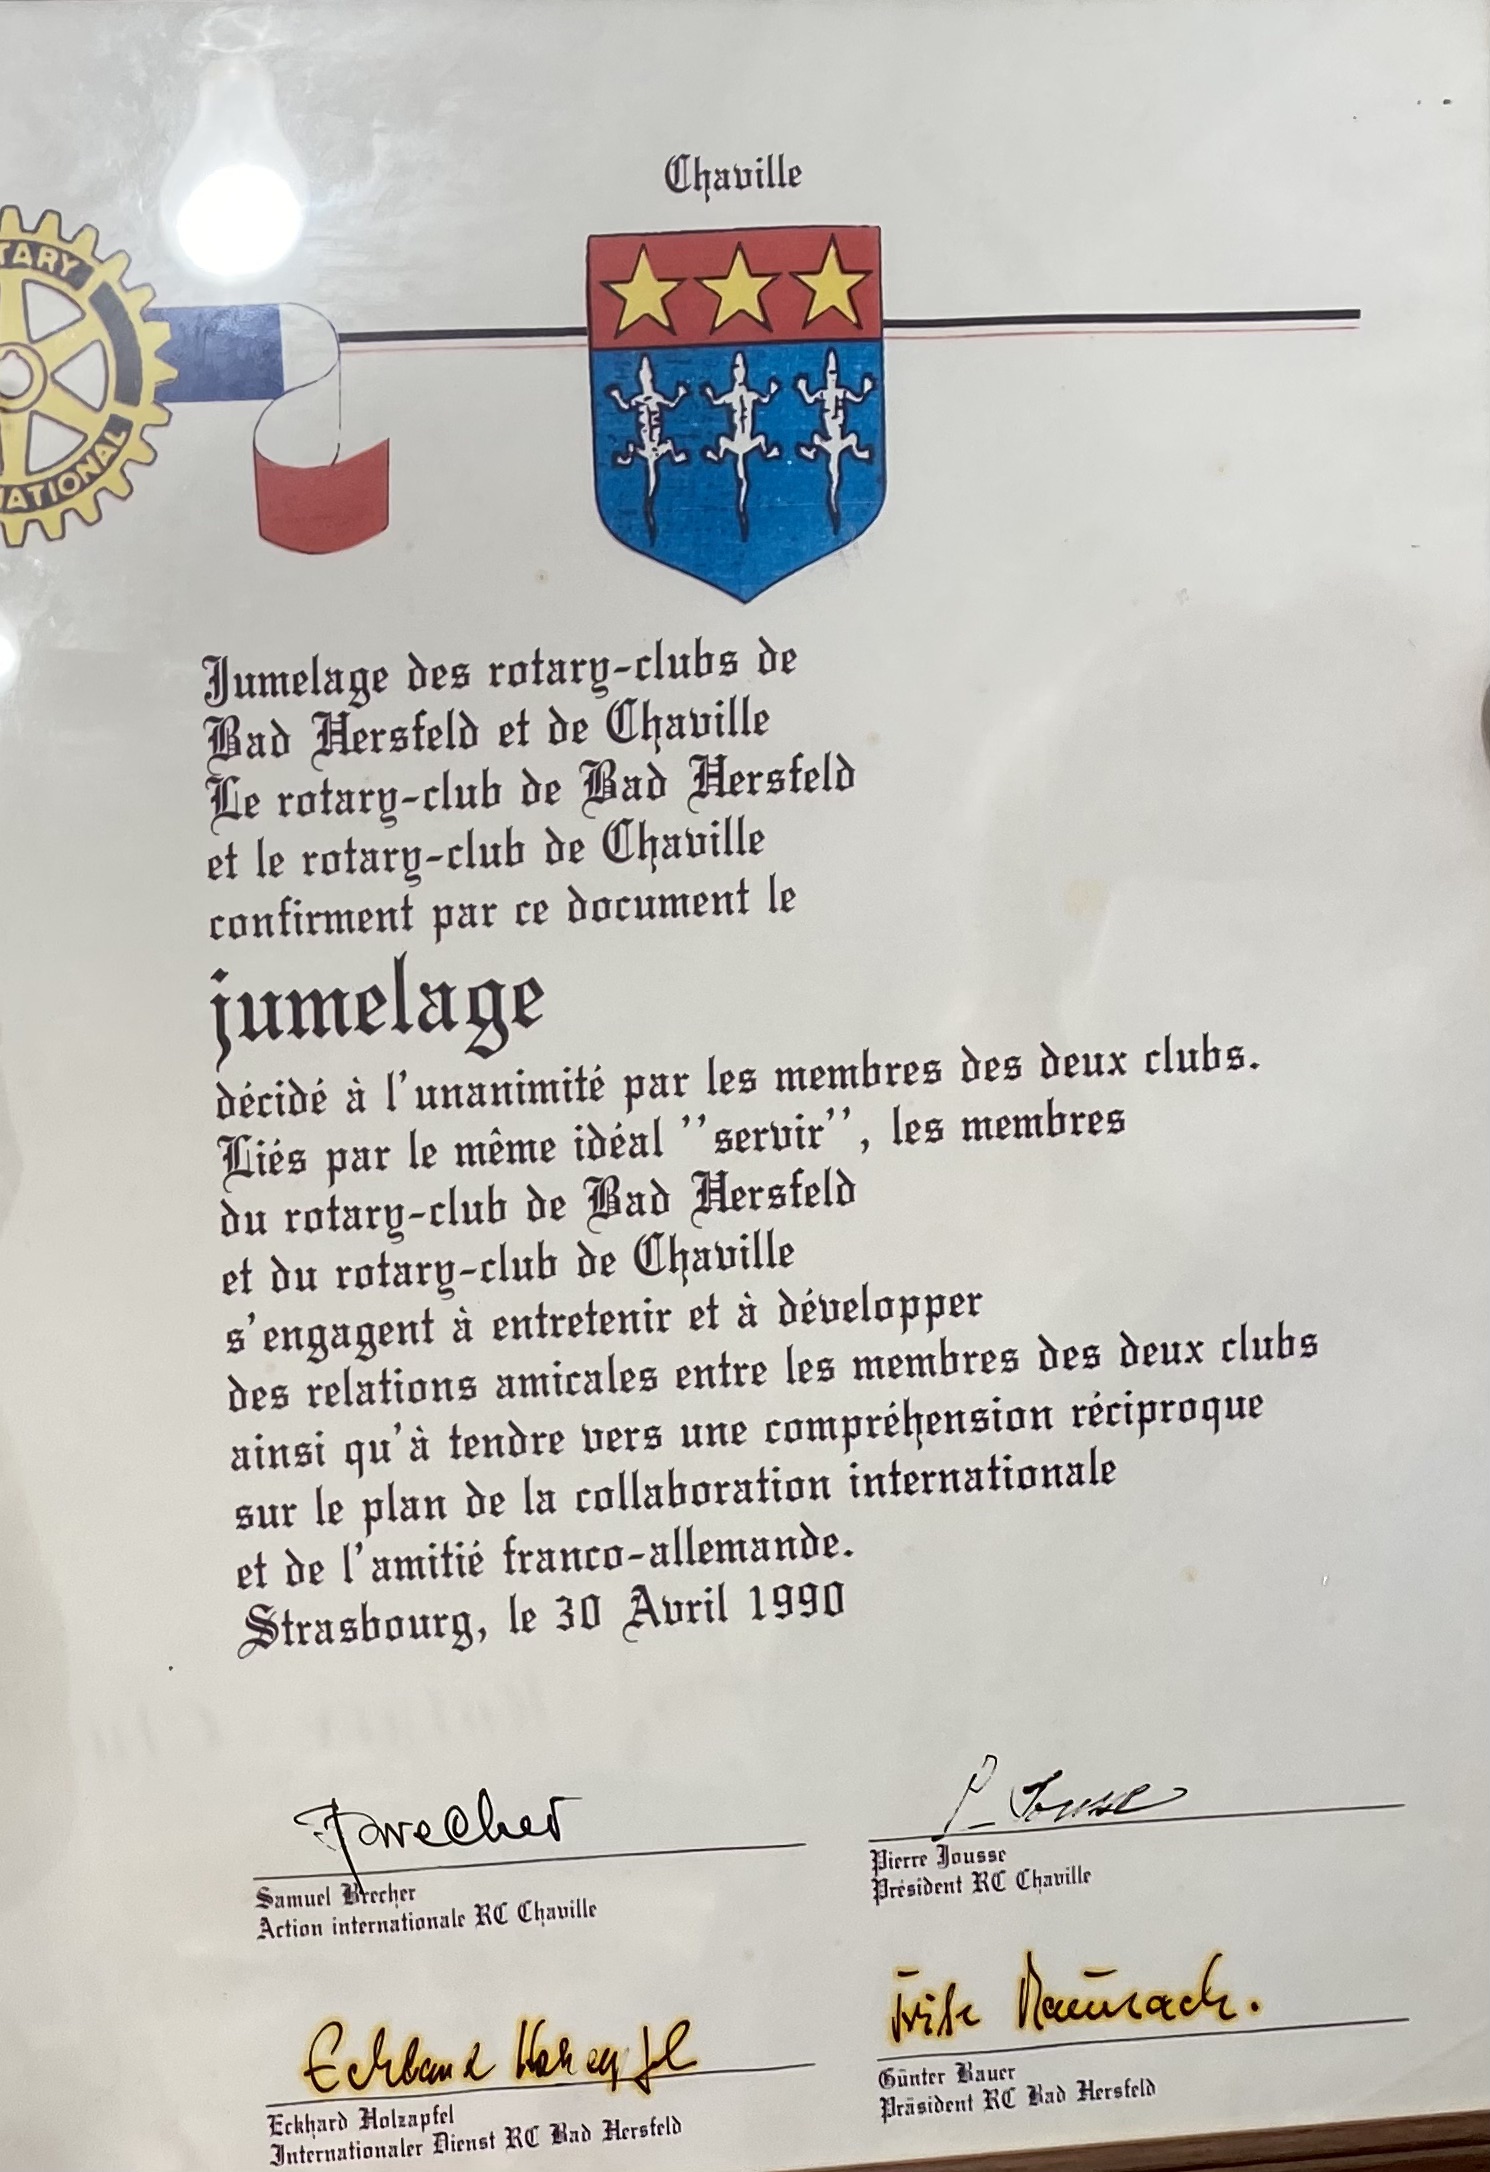 Chaville
TARY
NATIONAL
Jumelage des rotary-clubs de
Bad Hersfeld et de Chaville
Le rotary-club de Bad Hersfeld
et le rotary-club de Chaville
confirment par ce document le
jumelage
décidé à l'unanimité par les membres des deux clubs.
Liés par le même idéal "servir", les membres
du rotary-club de Bad Hersfeld
et du rotary-club de Chaville
s'engagent à entretenir et à développer
des relations amicales entre les membres des deux clubs
ainsi qu'à tendre vers une compréhension réciproque
sur le plan de la collaboration internationale
et de l'amitié franco-allemande.
Strasbourg, le 30 Avril 1990
P. Jousse
Samuel Brecher
Action internationale RC Chaville
Pierre Jousse
Président RC Chaville
Eckhard Holzapfel
Eckhard Holzapfel
Internationaler Dienst RC Bad Hersfeld
Günter Bauer
Präsident RC Bad Hersfeld